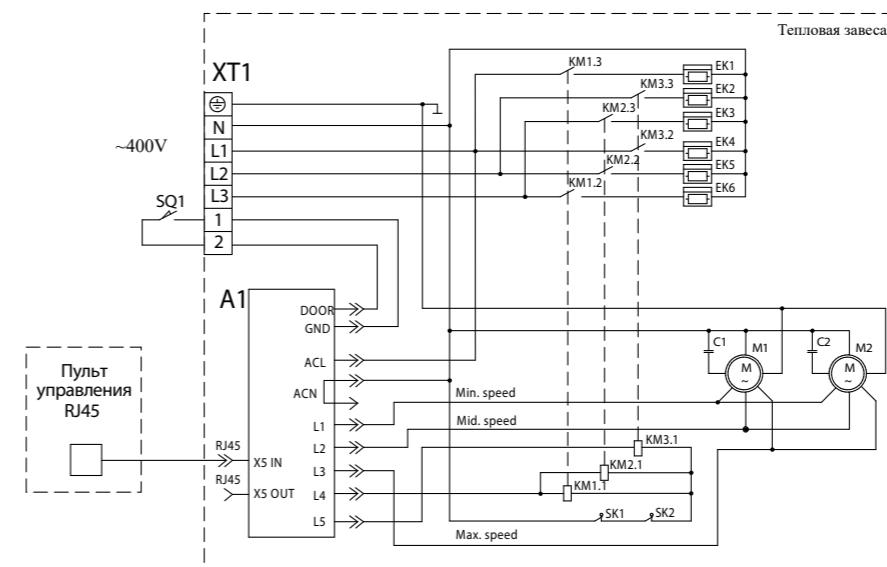 Тепловая завеса
XT1
~400V
N
L1
L2
L3
1
2
SQ1
KM1.3
EK1
KM3.3
EK2
KM2.3
EK3
KM3.2
EK4
KM2.2
EK5
KM1.2
EK6
A1
DOOR
GND
ACL
ACN
L1
L2
L3
L4
L5
X5 IN
X5 OUT
RJ45
RJ45
Пульт
управления
RJ45
C1
M1
M
~
C2
M2
M
~
Min. speed
Mid. speed
KM3.1
KM2.1
KM1.1
SK1
SK2
Max. speed